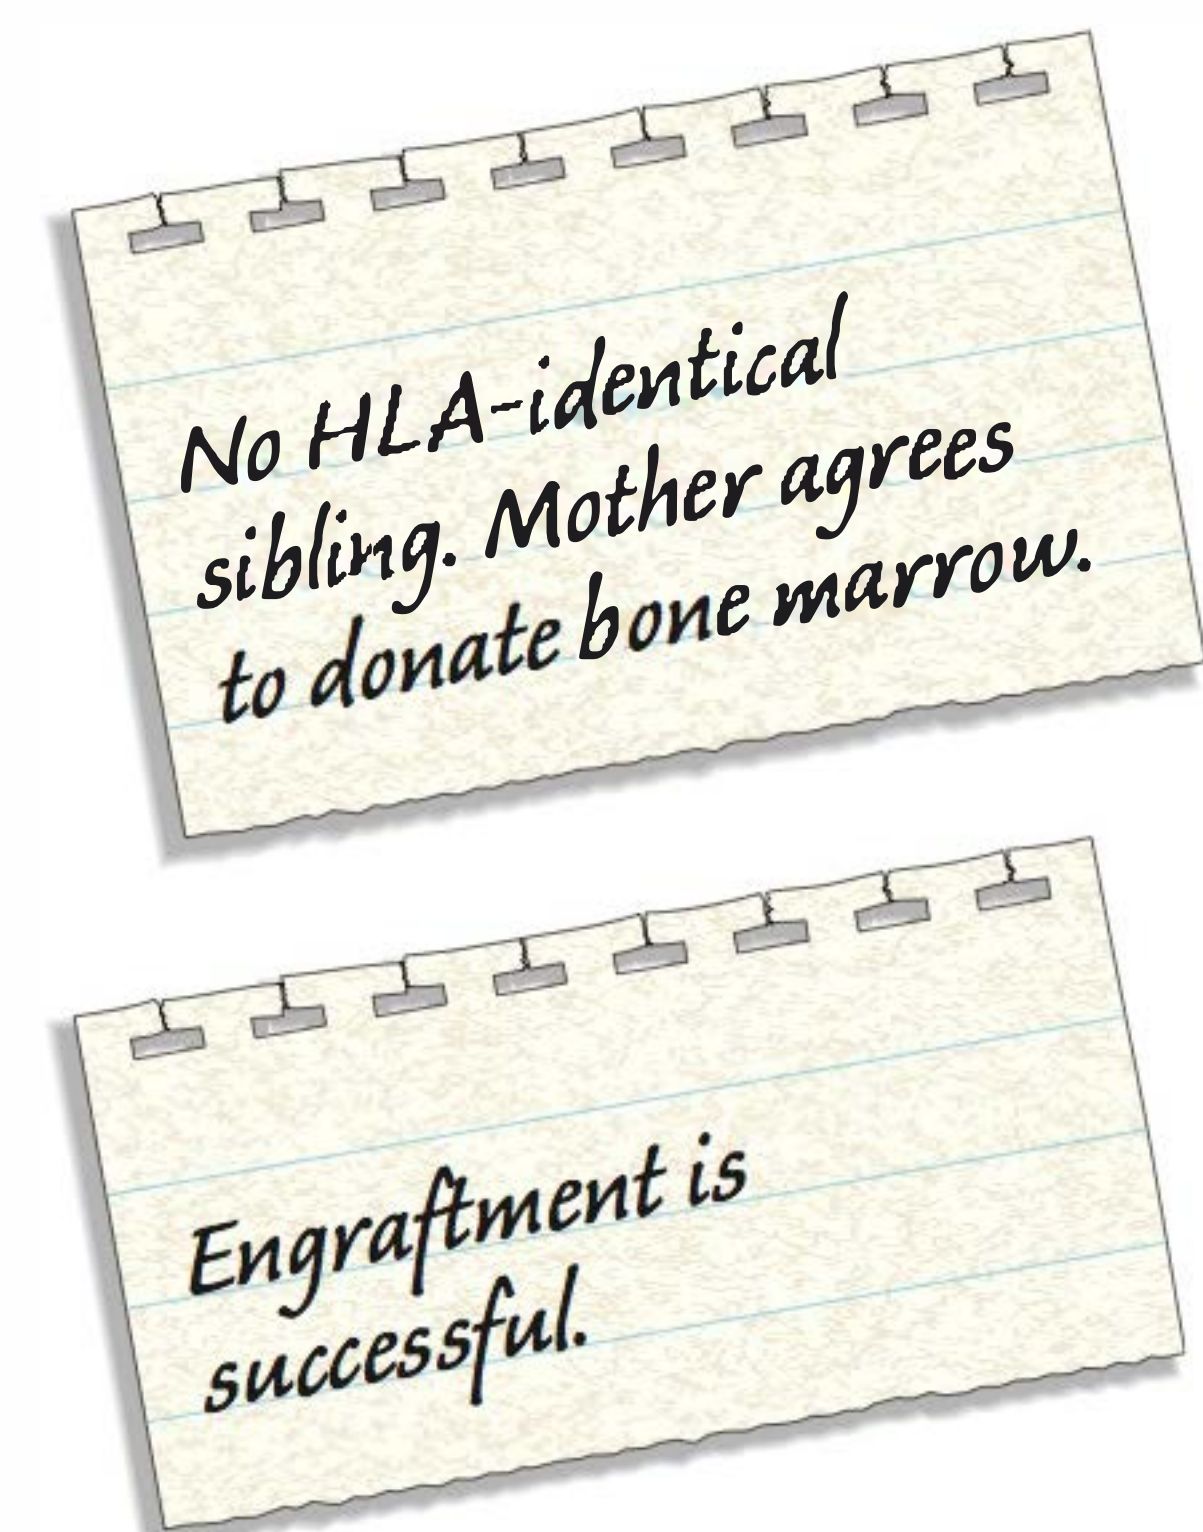 No HLA-identical
sibling. Mother agrees
to donate bone marrow.
Engraftment is
successful.